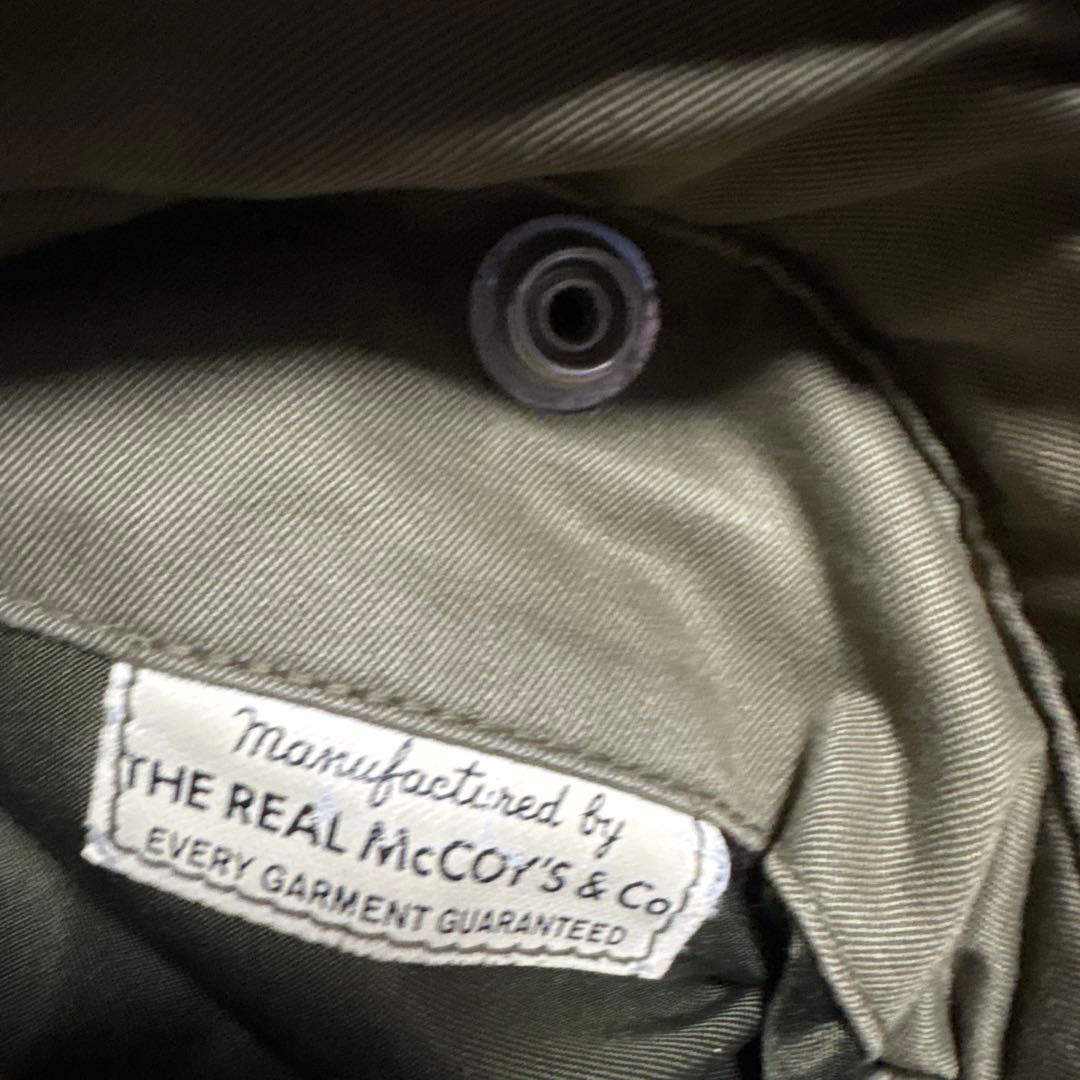 Manufactured by
THE REAL McCOY'S & Co
EVERY GARMENT GUARANTEED